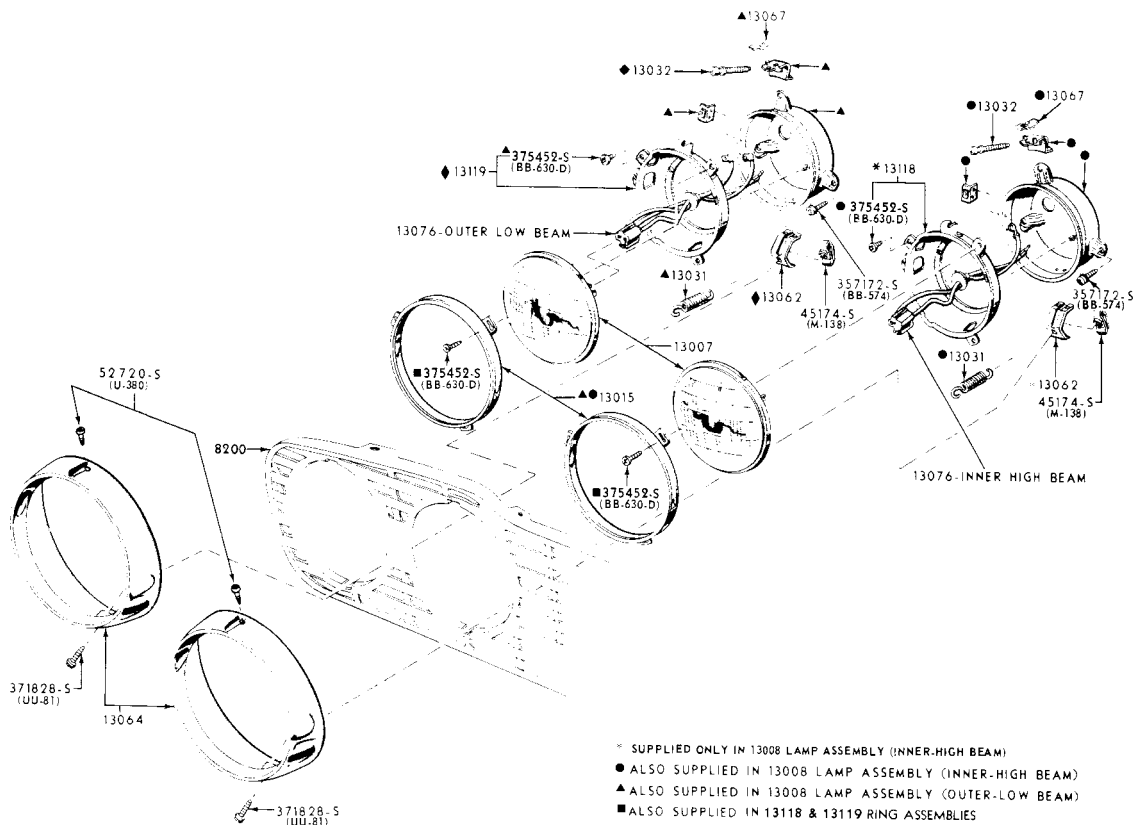 ▲13067
◆13032
▲
▲
▲
●13067
●13032
●
●
●
▲375452-S
(BB-630-D)
◆13119
*13118
●375452-S
(BB-630-D)
13076-OUTER LOW BEAM
▲13031
◆13062
357172-S
(BB-574)
45174-S
(M-138)
357172-S
(BB-574)
13007
●13031
*13062
45174-S
(M-138)
■375452-S
(BB-630-D)
52720-S
(U-380)
▲●13015
8200
13076-INNER HIGH BEAM
■375452-S
(BB-630-D)
371828-S
(UU-81)
13064
371828-S
(UU-81)
* SUPPLIED ONLY IN 13008 LAMP ASSEMBLY (INNER-HIGH BEAM)
● ALSO SUPPLIED IN 13008 LAMP ASSEMBLY (INNER-HIGH BEAM)
▲ ALSO SUPPLIED IN 13008 LAMP ASSEMBLY (OUTER-LOW BEAM)
■ ALSO SUPPLIED IN 13118 & 13119 RING ASSEMBLIES